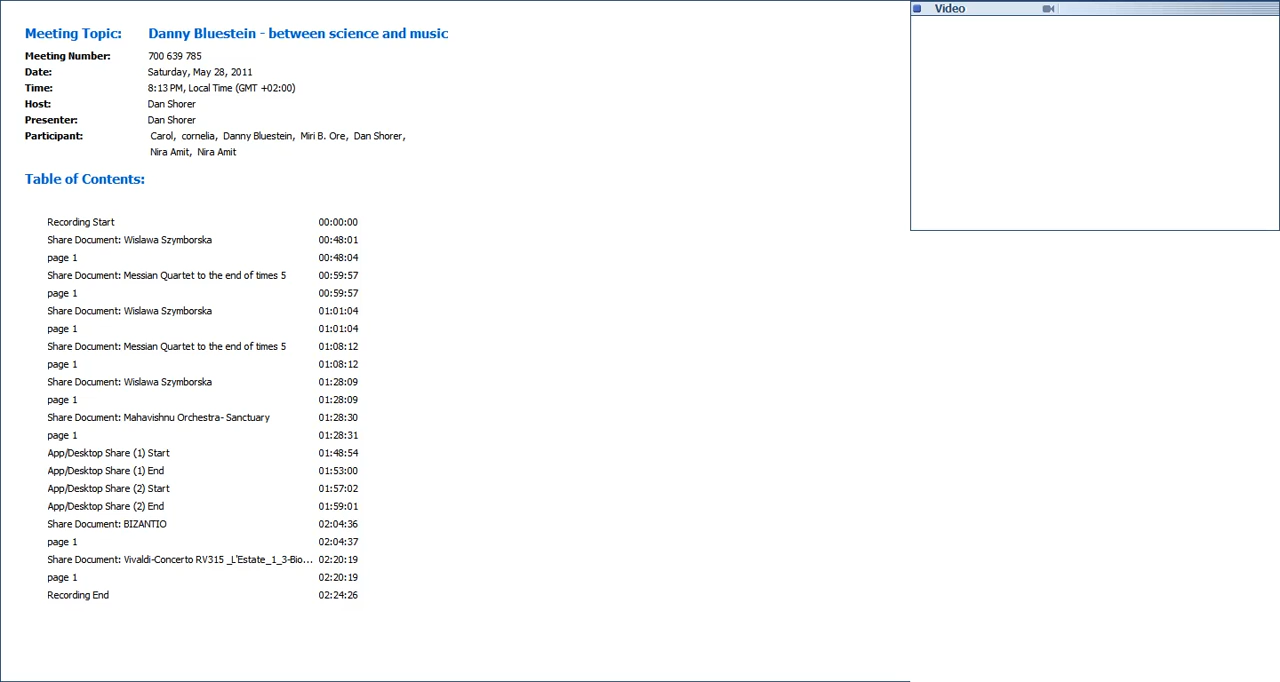 Video
Meeting Topic: Danny Bluestein - between science and music
Meeting Number: 700 639 785
Date: Saturday, May 28, 2011
Time: 8:13 PM, Local Time (GMT +02:00)
Host: Dan Shorer
Presenter: Dan Shorer
Participant: Carol, cornelia, Danny Bluestein, Miri B. Ore, Dan Shorer,
Nira Amit, Nira Amit
Table of Contents:
Recording Start 00:00:00
Share Document: Wislawa Szymborska 00:48:01
page 1 00:48:04
Share Document: Messian Quartet to the end of times 5 00:59:57
page 1 00:59:57
Share Document: Wislawa Szymborska 01:01:04
page 1 01:01:04
Share Document: Messian Quartet to the end of times 5 01:08:12
page 1 01:08:12
Share Document: Wislawa Szymborska 01:28:09
page 1 01:28:09
Share Document: Mahavishnu Orchestra- Sanctuary 01:28:30
page 1 01:28:31
App/Desktop Share (1) Start 01:48:54
App/Desktop Share (1) End 01:53:00
App/Desktop Share (2) Start 01:57:02
App/Desktop Share (2) End 01:59:01
Share Document: BIZANTIO 02:04:36
page 1 02:04:37
Share Document: Vivaldi-Concerto RV315 _L'Estate_1_3-Bio... 02:20:19
page 1 02:20:19
Recording End 02:24:26